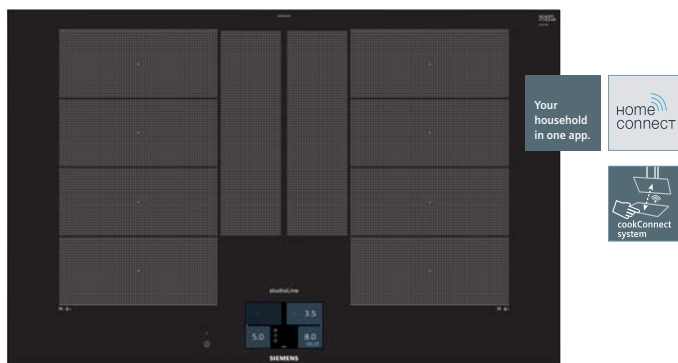 Your
household
in one app.
HOME
CONNECT
cookConnect
system
studioLine
3.5
5.0
8.0
SIEMENS